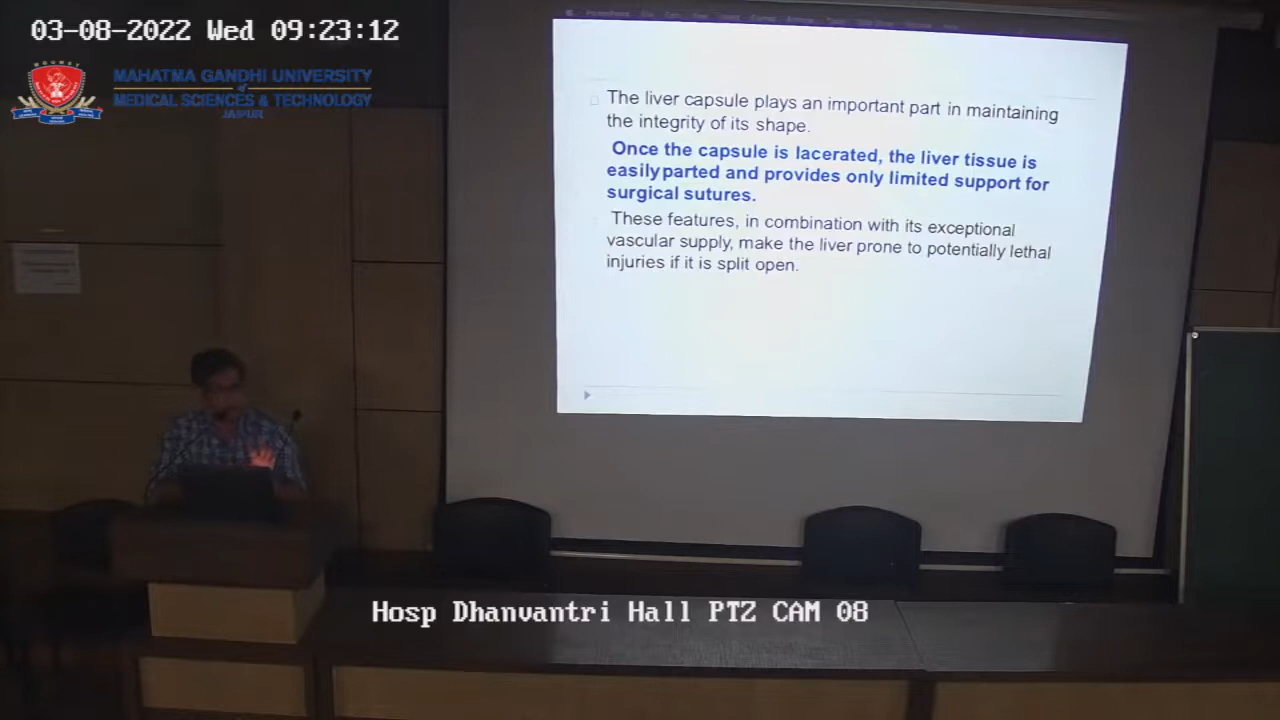 03-08-2022 Wed 09:23:12
MAHATMA GANDHI UNIVERSITY
of
MEDICAL SCIENCES & TECHNOLOGY
JAIPUR
The liver capsule plays an important part in maintaining
the integrity of its shape.
Once the capsule is lacerated, the liver tissue is
easily parted and provides only limited support for
surgical sutures.
These features, in combination with its exceptional
vascular supply, make the liver prone to potentially lethal
injuries if it is split open.
Hosp Dhanvantri Hall PTZ CAM 08